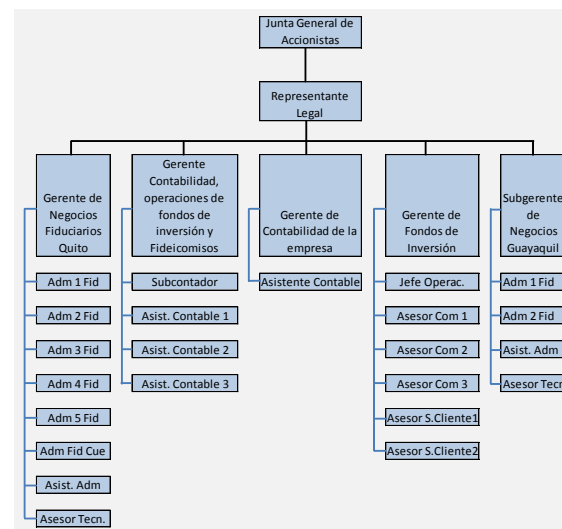 Junta General de
Accionistas
Representante
Legal
Gerente de
Negocios
Fiduciarios
Quito
Adm 1 Fid
Adm 2 Fid
Adm 3 Fid
Adm 4 Fid
Adm 5 Fid
Adm Fid Cue
Asist. Adm
Asesor Tecn.
Gerente
Contabilidad,
operaciones de
fondos de
inversión y
Fideicomisos
Subcontador
Asist. Contable 1
Asist. Contable 2
Asist. Contable 3
Gerente de
Contabilidad de la
empresa
Asistente Contable
Gerente de
Fondos de
Inversión
Jefe Operac.
Asesor Com 1
Asesor Com 2
Asesor Com 3
Asesor S.Cliente1
Asesor S.Cliente2
Subgerente
de
Negocios
Guayaquil
Adm 1 Fid
Adm 2 Fid
Asist. Adm
Asesor Tecn